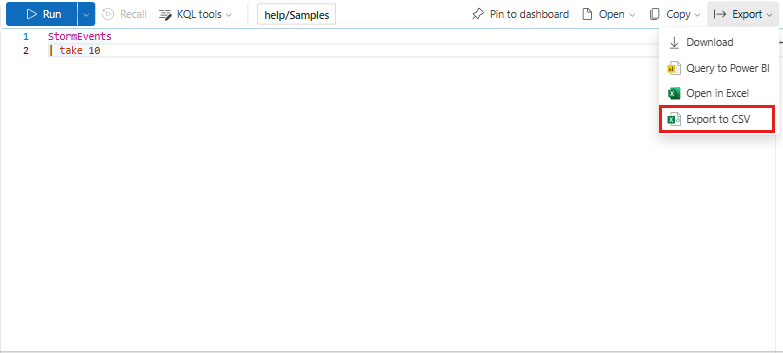 Run Recall KQL tools help/Samples Pin to dashboard Open Copy Export
1 StormEvents
2 | take 10
Download
Query to Power BI
Open in Excel
Export to CSV